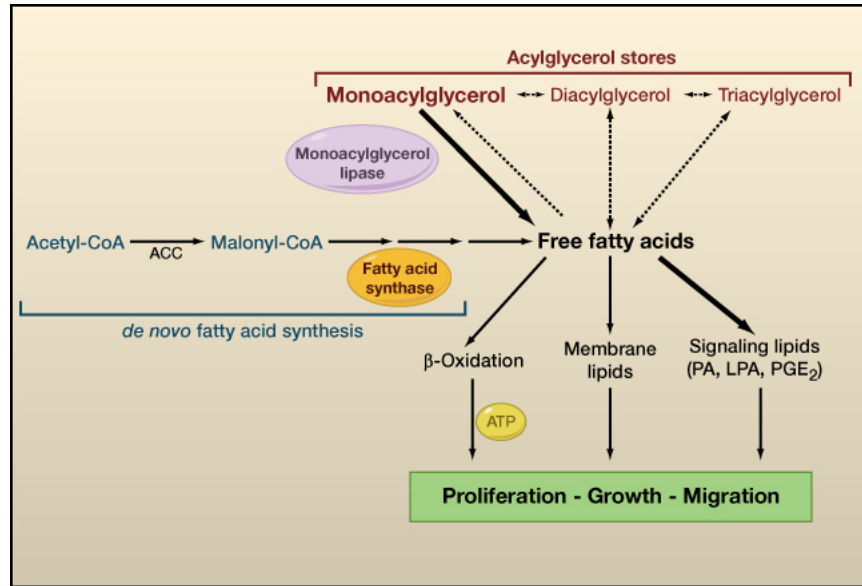 Acylglycerol stores
Monoacylglycerol Diacylglycerol Triacylglycerol
Monoacylglycerol
lipase
Acetyl-CoA ACC Malonyl-CoA Free fatty acids
Fatty acid
synthase
de novo fatty acid synthesis
β-Oxidation
Membrane
lipids
Signaling lipids
(PA, LPA, PGE₂)
ATP
Proliferation - Growth - Migration